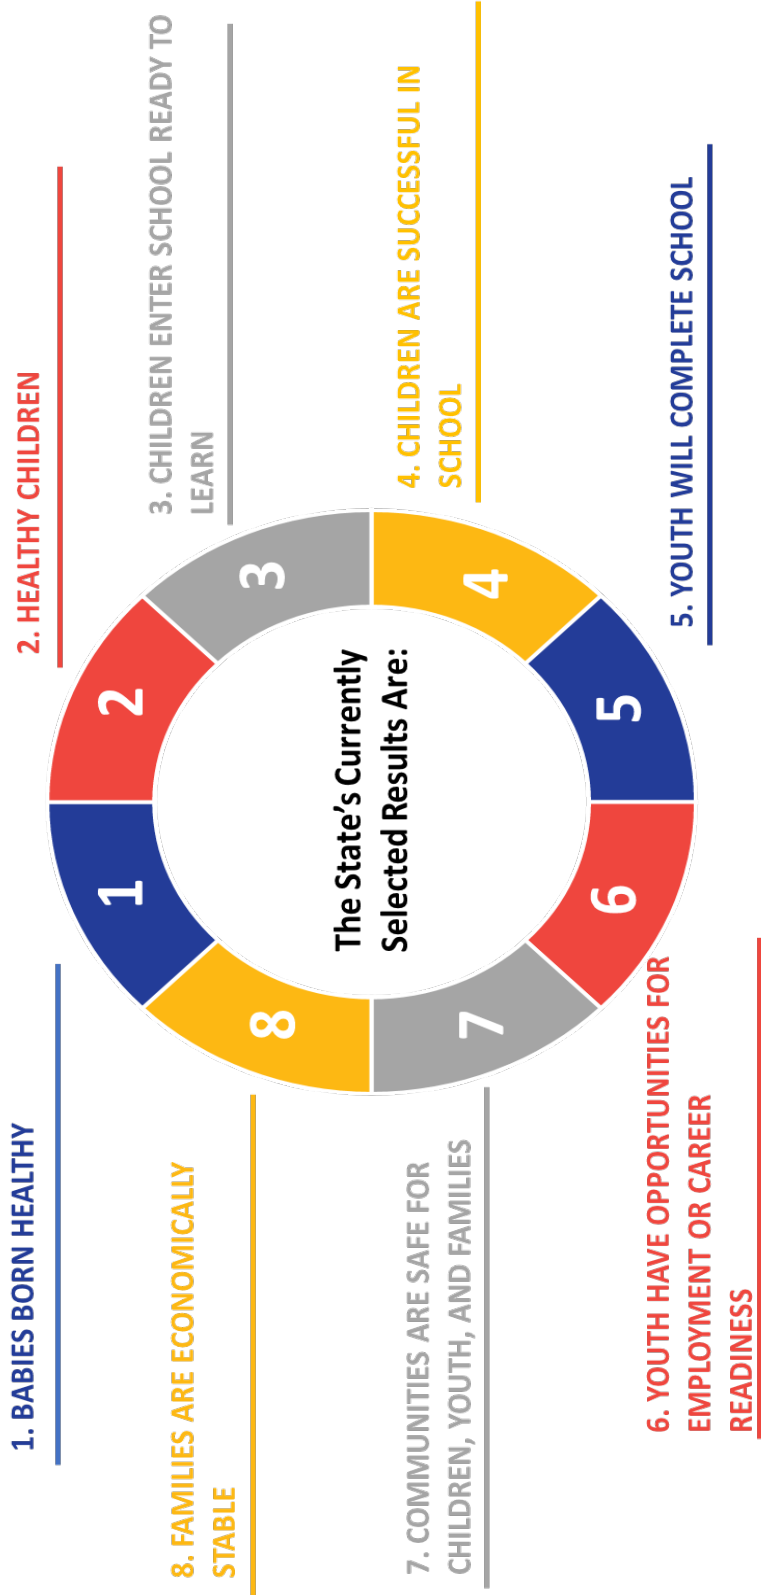 The State's Currently
Selected Results Are:
1
2
3
4
5
6
7
8
1. BABIES BORN HEALTHY
2. HEALTHY CHILDREN
3. CHILDREN ENTER SCHOOL READY TO
LEARN
4. CHILDREN ARE SUCCESSFUL IN
SCHOOL
5. YOUTH WILL COMPLETE SCHOOL
6. YOUTH HAVE OPPORTUNITIES FOR
EMPLOYMENT OR CAREER
READINESS
7. COMMUNITIES ARE SAFE FOR
CHILDREN, YOUTH, AND FAMILIES
8. FAMILIES ARE ECONOMICALLY
STABLE